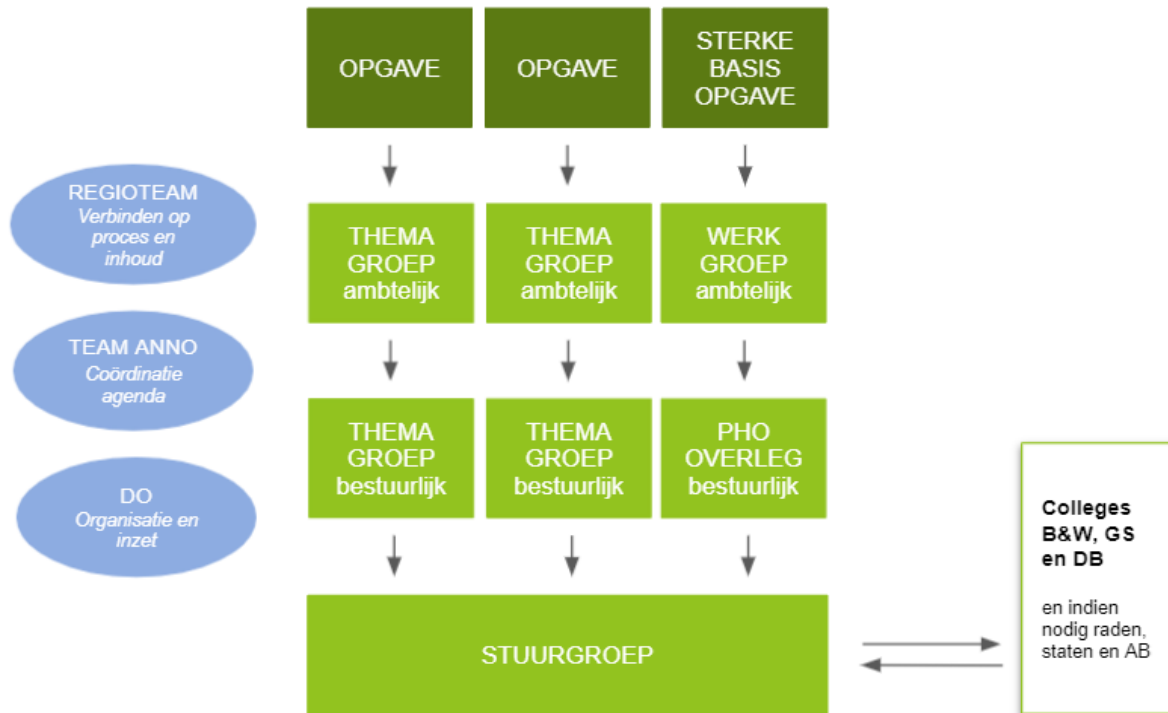 OPGAVE
OPGAVE
STERKE
BASIS
OPGAVE
REGIOTEAM
Verbinden op
proces en
inhoud
THEMA
GROEP
ambtelijk
THEMA
GROEP
ambtelijk
WERK
GROEP
ambtelijk
TEAM ANNO
Coördinatie
agenda
THEMA
GROEP
bestuurlijk
THEMA
GROEP
bestuurlijk
PHO
OVERLEG
bestuurlijk
DO
Organisatie en
inzet
STUURGROEP
Colleges
B&W, GS
en DB
en indien
nodig raden,
staten en AB